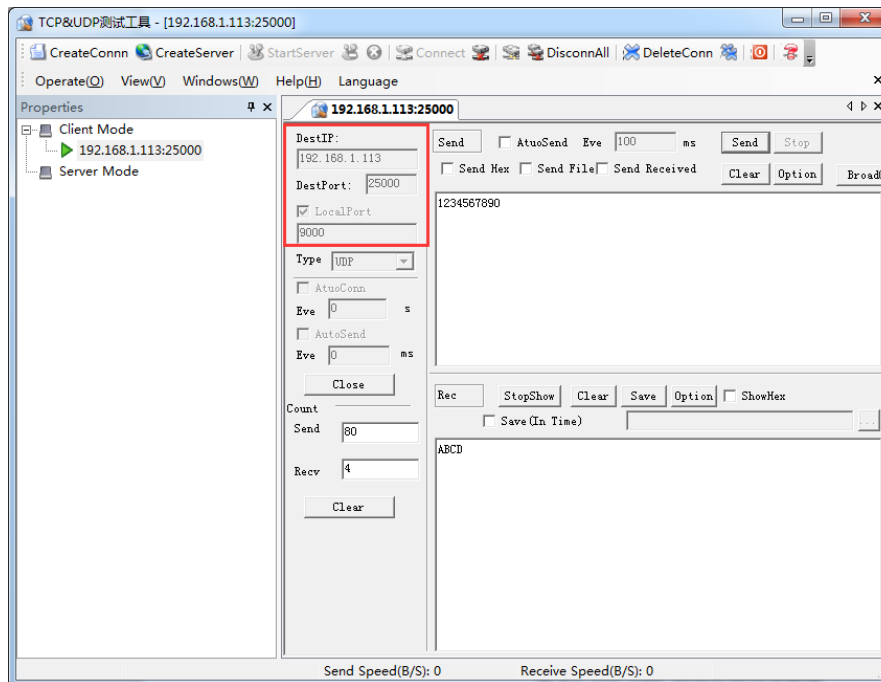 TCP&UDP测试工具 - [192.168.1.113:25000]
CreateConnn CreateServer StartServer Connect DisconnAll DeleteConn
Operate(O) View(V) Windows(W) Help(H) Language
Properties
192.168.1.113:25000
Client Mode
192.168.1.113:25000
Server Mode
DestIP:
192.168.1.113
DestPort: 25000
LocalPort
9000
Type UDP
AtuoConn
Eve 0 s
AutoSend
Eve 0 ms
Close
Count
Send 80
Recv 4
Clear
Send AtuoSend Eve 100 ms Send Stop
Send Hex Send File Send Received Clear Option
1234567890
Rec StopShow Clear Save Option ShowHex
Save(In Time) ...
ABCD
Send Speed(B/S): 0 Receive Speed(B/S): 0